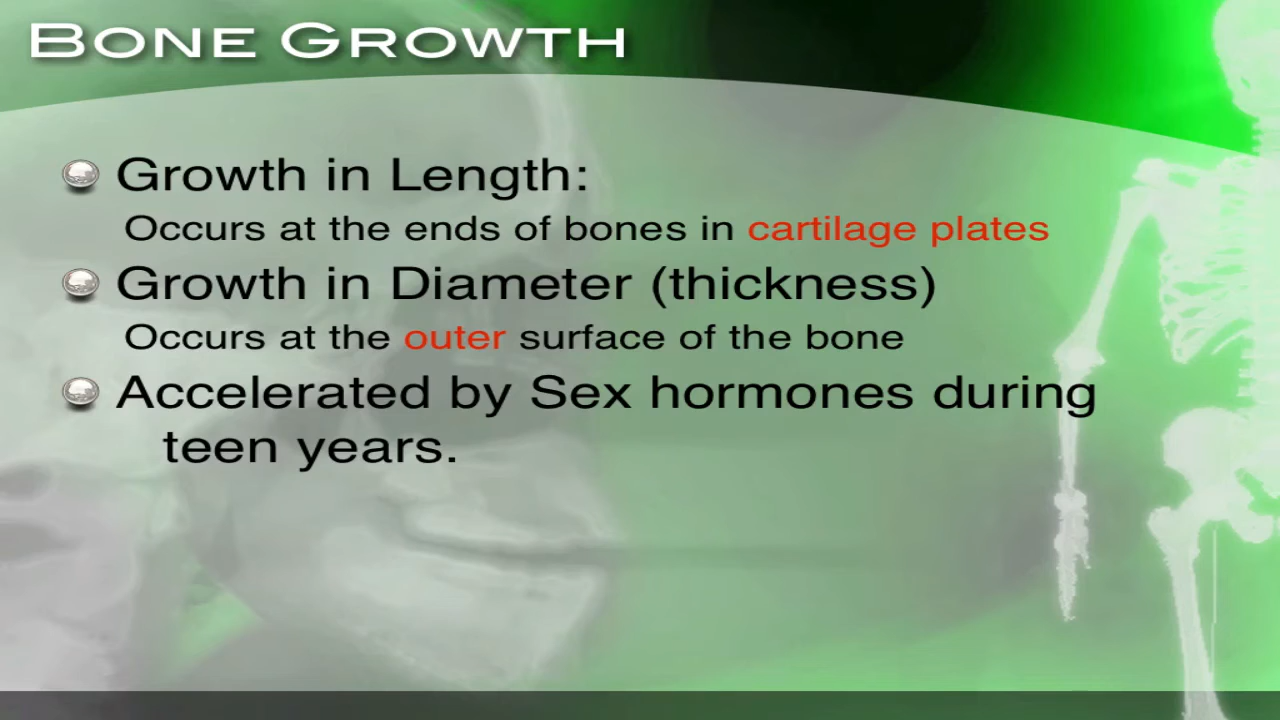 Bone Growth
Growth in Length:
Occurs at the ends of bones in cartilage plates
Growth in Diameter (thickness)
Occurs at the outer surface of the bone
Accelerated by Sex hormones during
teen years.